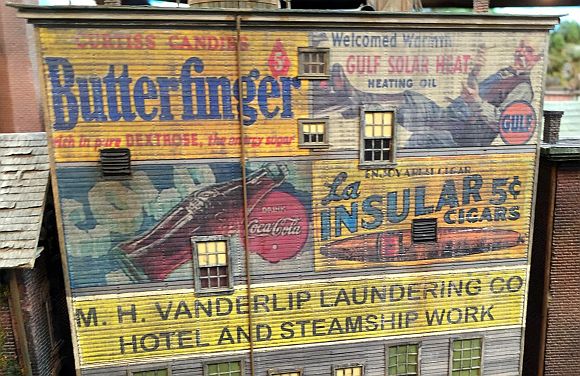 CURTISS CANDIES
Butterfinger
rich in pure DEXTROSE, the energy sugar
Welcomed Warmth
GULF SOLAR HEAT
HEATING OIL
GULF
DRINK
Coca-Cola
ENJOY A REAL CIGAR
La
INSULAR 5¢
CIGARS
M. H. VANDERLIP LAUNDERING CO
HOTEL AND STEAMSHIP WORK